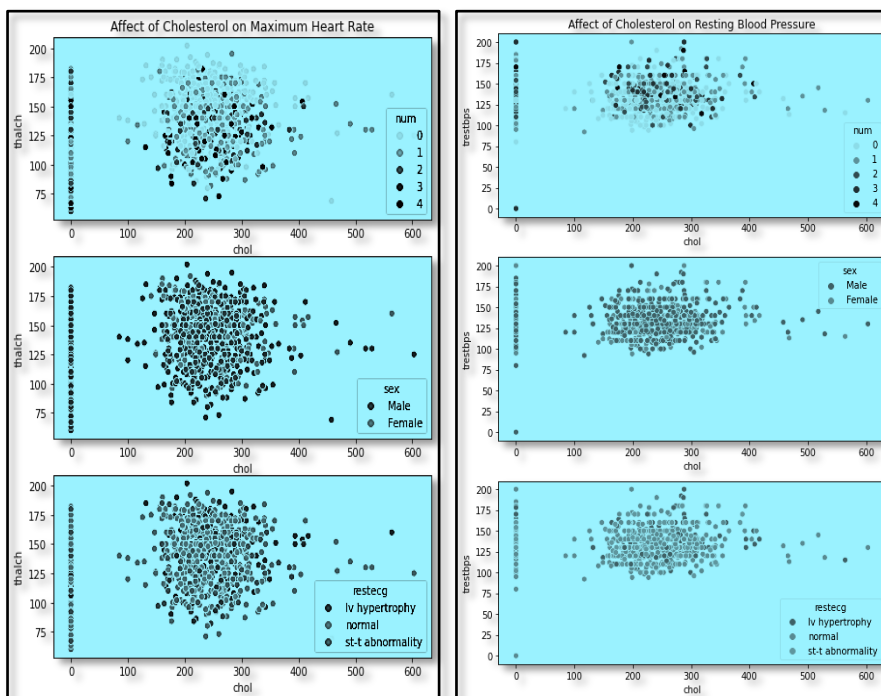 Affect of Cholesterol on Maximum Heart Rate
200
175
150
125
100
75
thalch
num
0
1
2
3
4
0 100 200 300 400 500 600
chol
200
175
150
125
100
75
thalch
sex
Male
Female
0 100 200 300 400 500 600
chol
200
175
150
125
100
75
thalch
restecg
lv hypertrophy
normal
st-t abnormality
0 100 200 300 400 500 600
chol
Affect of Cholesterol on Resting Blood Pressure
200
175
150
125
100
75
50
25
0
trestbps
num
0
1
2
3
4
0 100 200 300 400 500 600
chol
200
175
150
125
100
75
50
25
0
trestbps
sex
Male
Female
0 100 200 300 400 500 600
chol
200
175
150
125
100
75
50
25
0
trestbps
restecg
lv hypertrophy
normal
st-t abnormality
0 100 200 300 400 500 600
chol